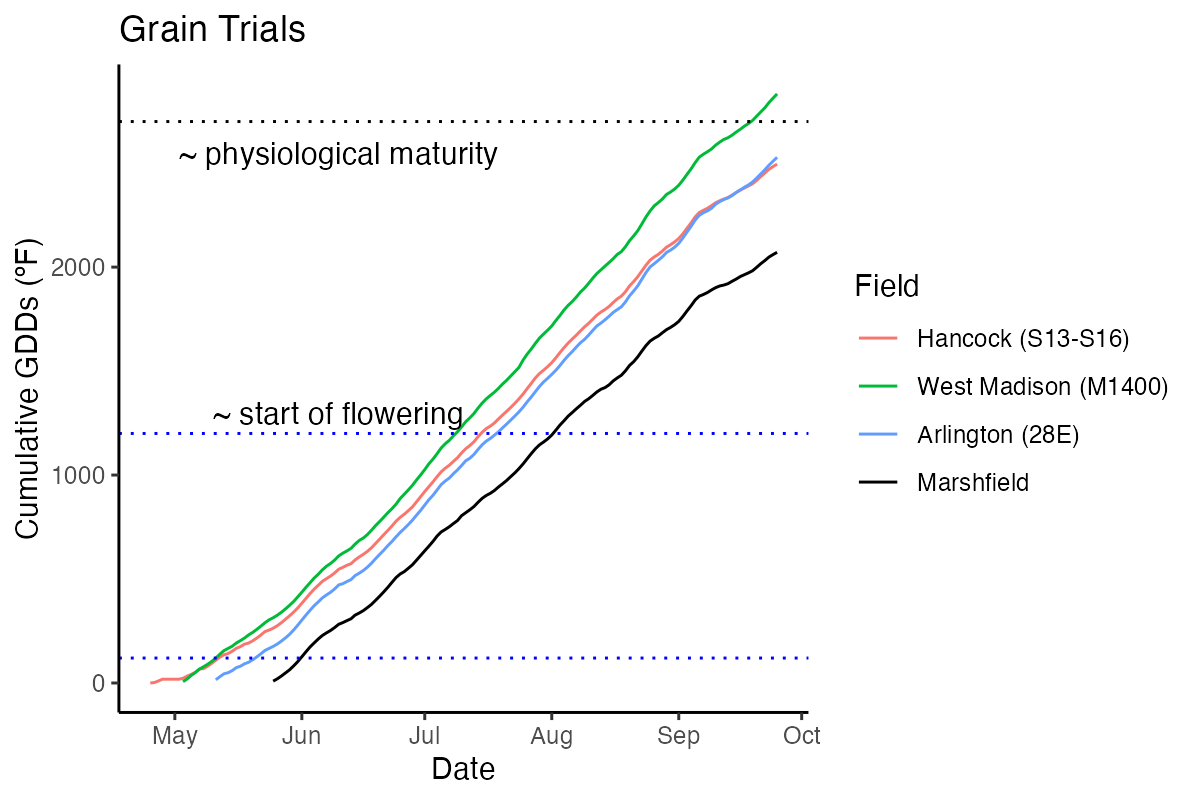 Grain Trials
~ physiological maturity
~ start of flowering
Cumulative GDDs (°F)
2000
1000
0
May
Jun
Jul
Aug
Sep
Oct
Date
Field
Hancock (S13-S16)
West Madison (M1400)
Arlington (28E)
Marshfield